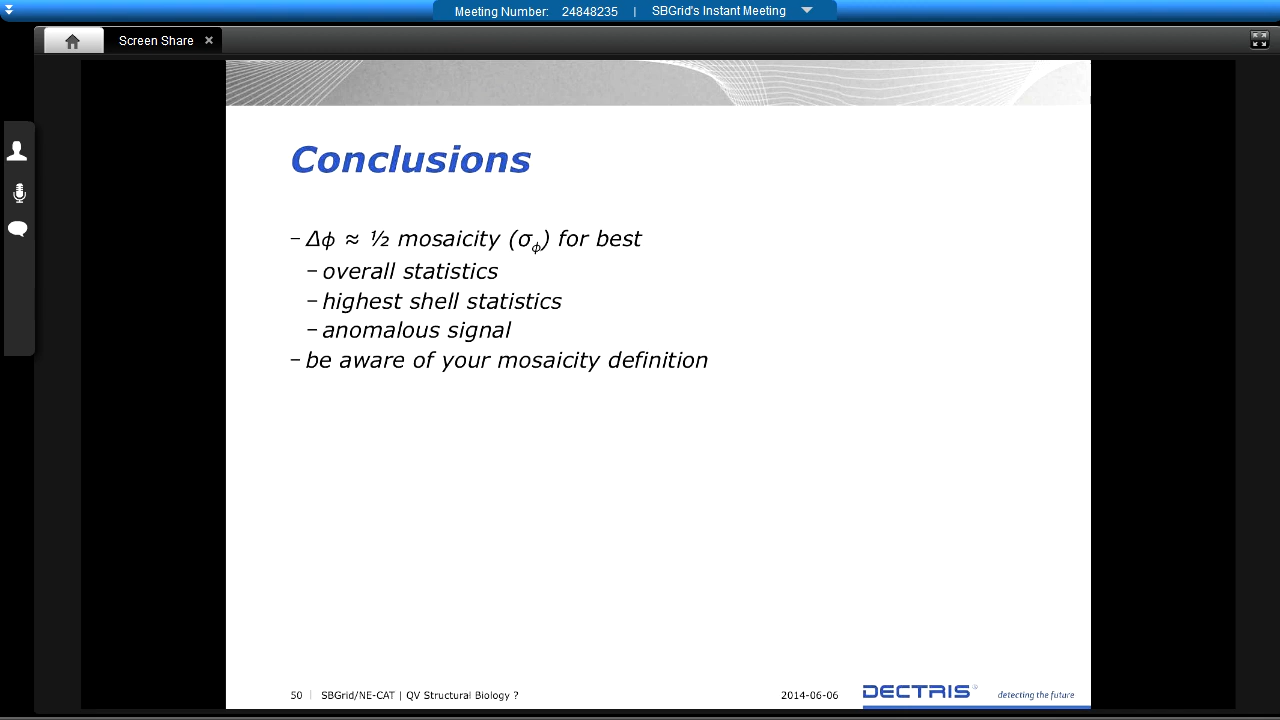 Meeting Number: 24848235 | SBGrid's Instant Meeting
Screen Share
Conclusions
– Δϕ ≈ ½ mosaicity (σϕ) for best
– overall statistics
– highest shell statistics
– anomalous signal
– be aware of your mosaicity definition
50 | SBGrid/NE-CAT | QV Structural Biology ? 2014-06-06 DECTRIS® detecting the future